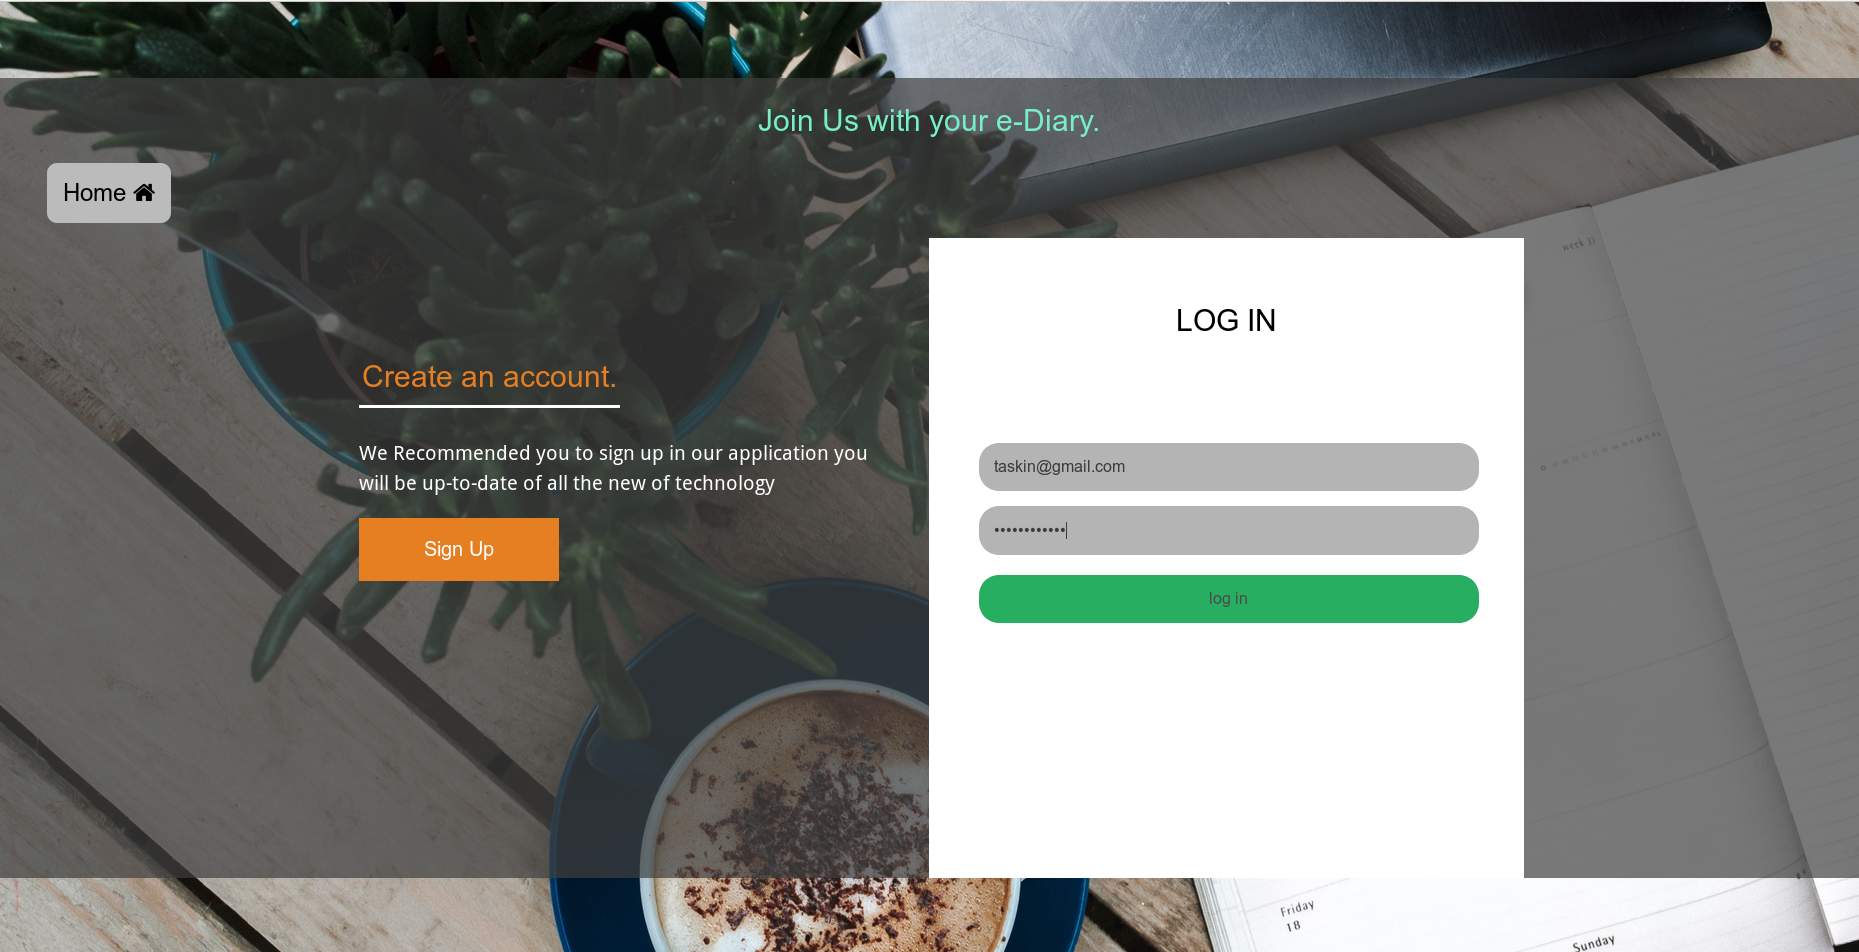 Join Us with your e-Diary.
Home
LOG IN
Create an account.
We Recommended you to sign up in our application you
will be up-to-date of all the new of technology
Sign Up
taskin@gmail.com
••••••••••••
log in
week
Friday
18
Sunday